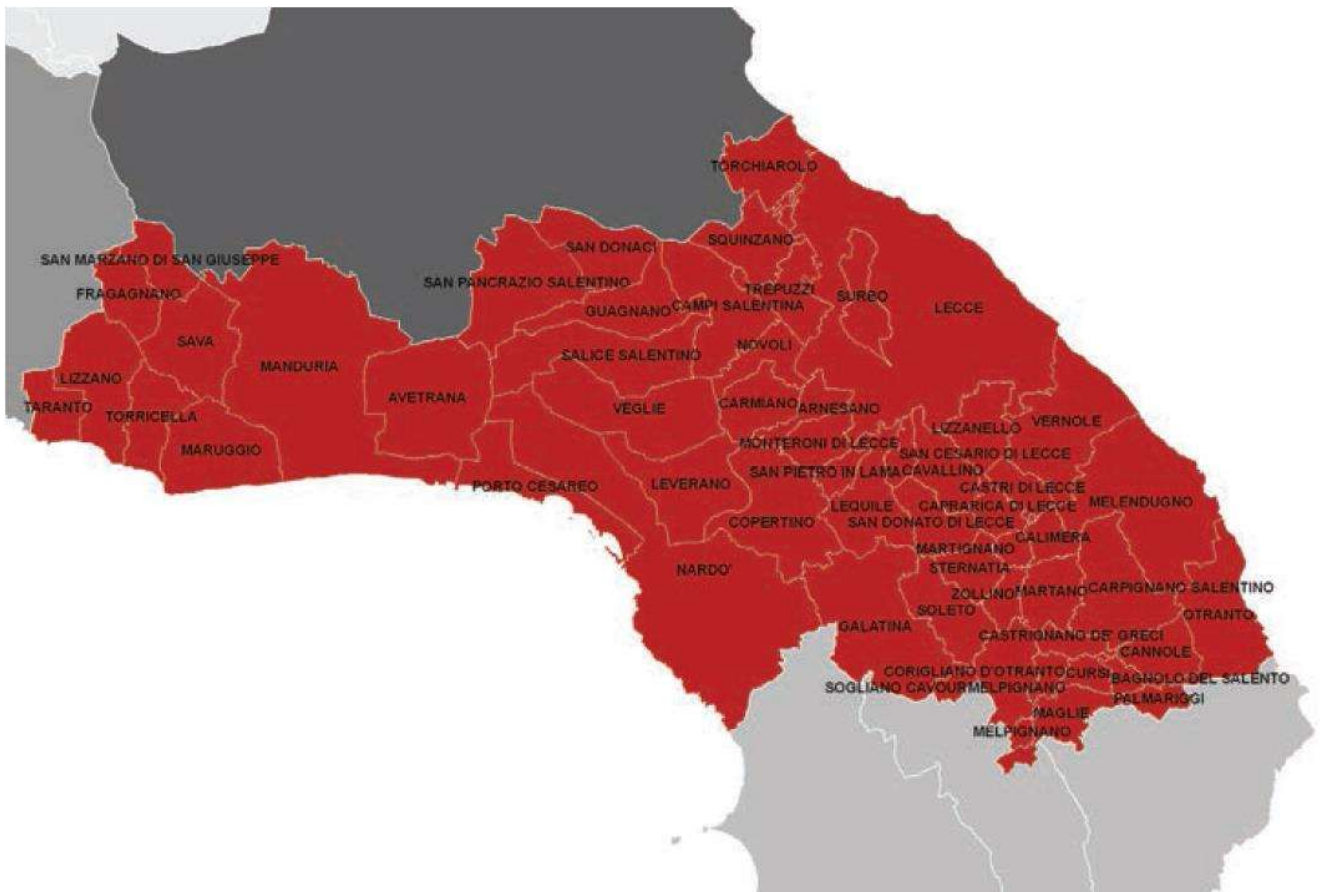 TORCHIAROLO
SAN DONACI
SQUINZANO
SAN MARZANO DI SAN GIUSEPPE
SAN PANCRAZIO SALENTINO
TREPUZZI
FRAGAGNANO
SURBO
CAMPI SALENTINA
LECCE
GUAGNANO
SAVA
NOVOLI
SALICE SALENTINO
MANDURIA
LIZZANO
AVETRANA
CARMIANO
TARANTO
VEGLIE
ARNESANO
TORRICELLA
VERNOLE
LIZZANELLO
MONTERONI DI LECCE
MARUGGIO
SAN CESARIO DI LECCE
SAN PIETRO IN LAMA
CAVALLINO
LEVERANO
PORTO CESAREO
CASTRI DI LECCE
MELENDUGNO
LEQUILE
CAPRARICA DI LECCE
COPERTINO
SAN DONATO DI LECCE
CALIMERA
MARTIGNANO
NARDO'
STERNATIA
CARPIGNANO SALENTINO
MARTANO
ZOLLINO
SOLETO
OTRANTO
GALATINA
CASTRIGNANO DE' GRECI
CANNOLE
CORIGLIANO D'OTRANTO
CURSI
BAGNOLO DEL SALENTO
SOGLIANO CAVOUR
MELPIGNANO
PALMARIGGI
MAGLIE
MELPIGNANO